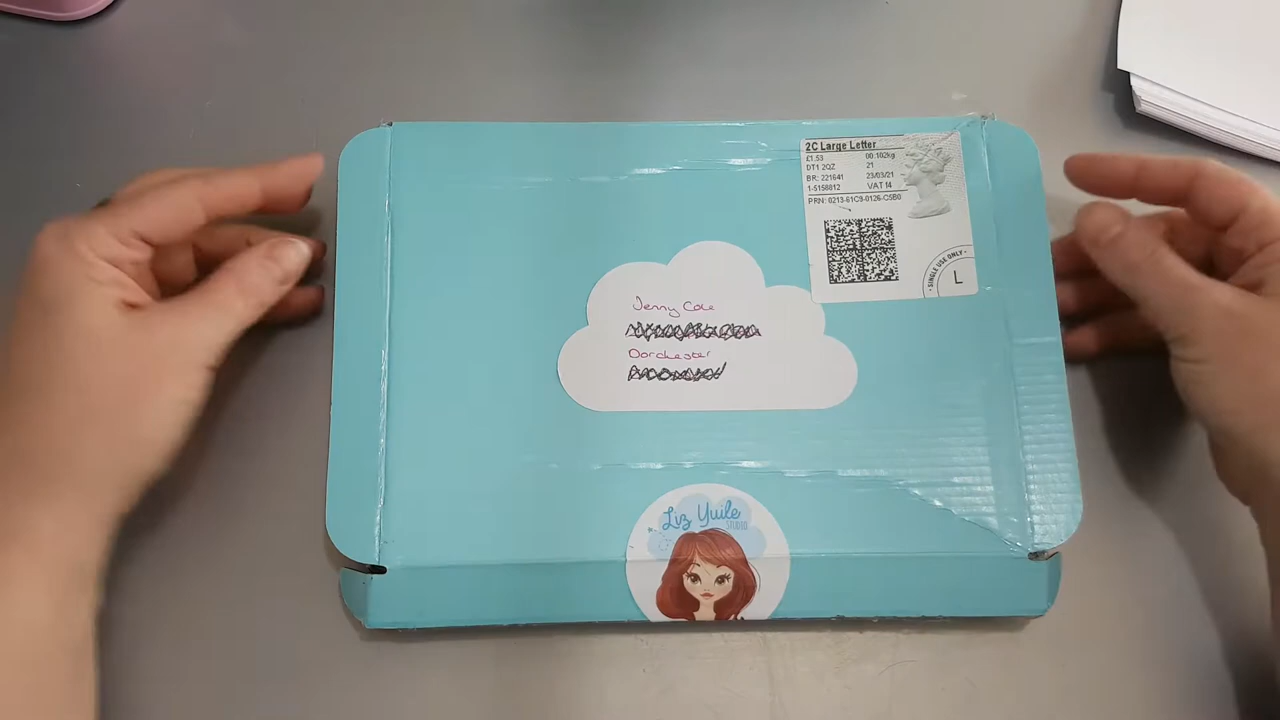 2C Large Letter
£1.53 00:102kg
DT1 2QZ 21
BR: 221641 23/03/21
1-5158812 VAT f4
PRN: 0213-61C9-0126-C5B0
• SINGLE USE ONLY •
L
Jenny Cole
Dorchester
Liz Yuile
STUDIO